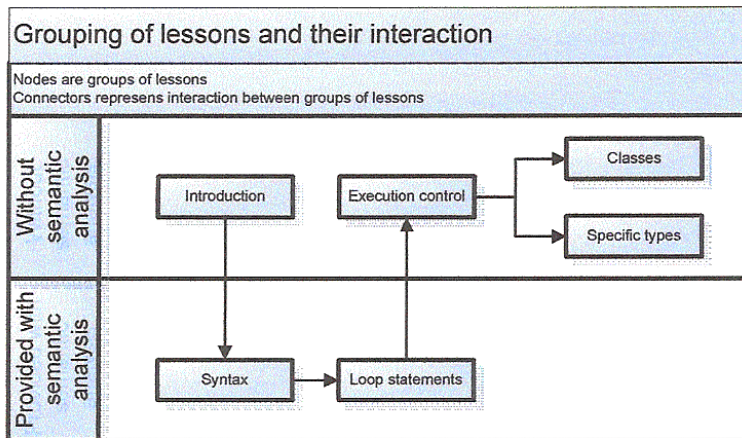 Grouping of lessons and their interaction
Nodes are groups of lessons
Connectors represens interaction between groups of lessons
Without
semantic
analysis
Introduction
Execution control
Classes
Specific types
Provided with
semantic
analysis
Syntax
Loop statements